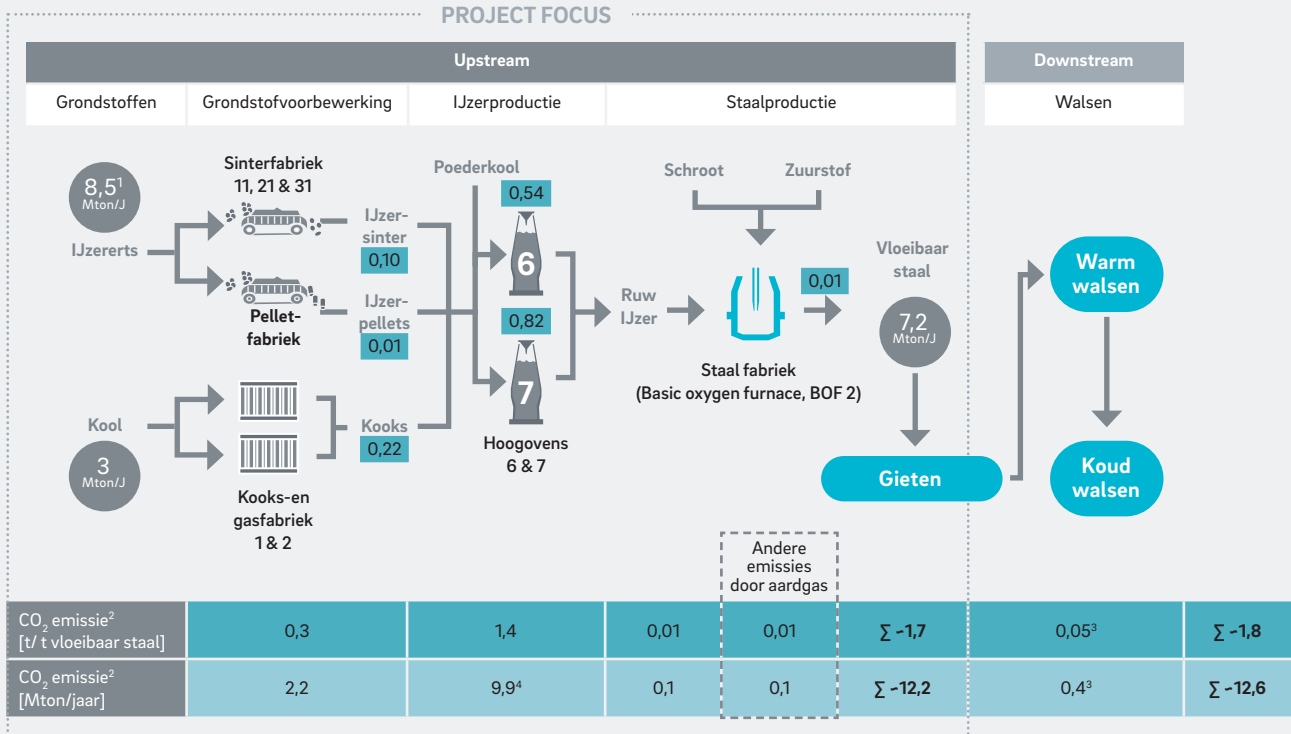 PROJECT FOCUS
Upstream
Downstream
Grondstoffen
Grondstofvoorbewerking
IJzerproductie
Staalproductie
Walsen
8,5¹
Mton/J
IJzererts
Sinterfabriek
11, 21 & 31
IJzer-
sinter
0,10
Pellet-
fabriek
IJzer-
pellets
0,01
Kool
3
Mton/J
Kooks-en
gasfabriek
1 & 2
Kooks
0,22
Poederkool
0,54
6
0,82
7
Hoogovens
6 & 7
Ruw
IJzer
Schroot
Zuurstof
0,01
Staal fabriek
(Basic oxygen furnace, BOF 2)
Vloeibaar
staal
7,2
Mton/J
Gieten
Warm
walsen
Koud
walsen
Andere
emissies
door aardgas
CO₂ emissie²
[t/ t vloeibaar staal]
0,3
1,4
0,01
0,01
∑ ~1,7
0,05³
∑ ~1,8
CO₂ emissie²
[Mton/jaar]
2,2
9,9⁴
0,1
0,1
∑ ~12,2
0,4³
∑ ~12,6